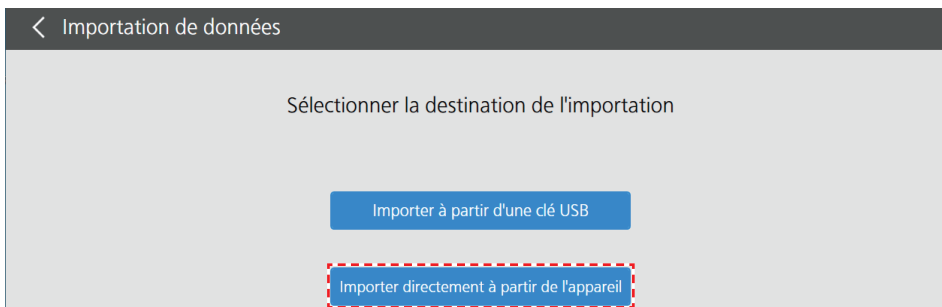 Importation de données
Sélectionner la destination de l'importation
Importer à partir d'une clé USB
Importer directement à partir de l'appareil